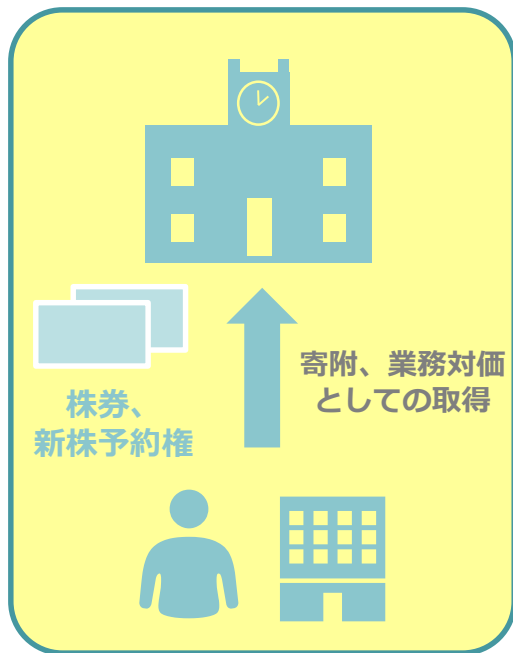 寄附、業務対価
としての取得
株券、
新株予約権